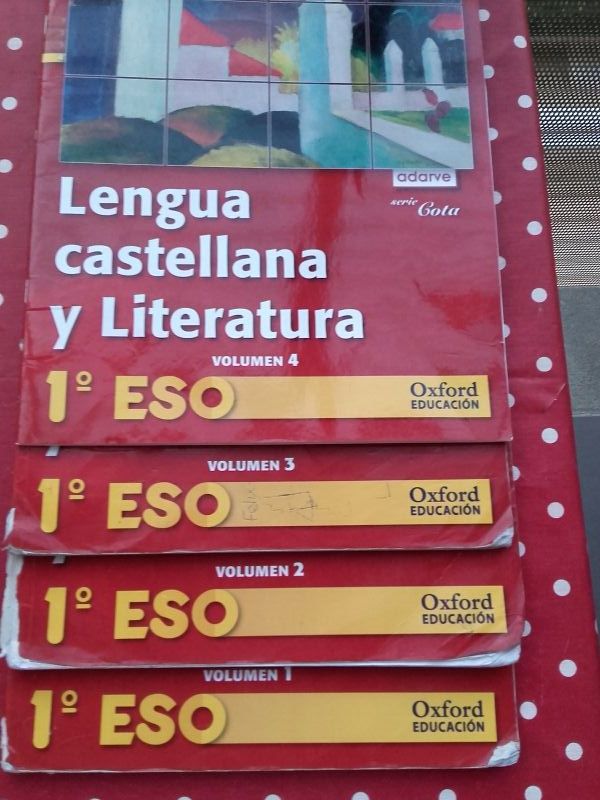 adarve
serie Cota
Lengua
castellana
y Literatura
VOLUMEN 4
1º ESO
Oxford
EDUCACIÓN
VOLUMEN 3
1º ESO
Oxford
EDUCACIÓN
VOLUMEN 2
1º ESO
Oxford
EDUCACIÓN
VOLUMEN 1
1º ESO
Oxford
EDUCACIÓN